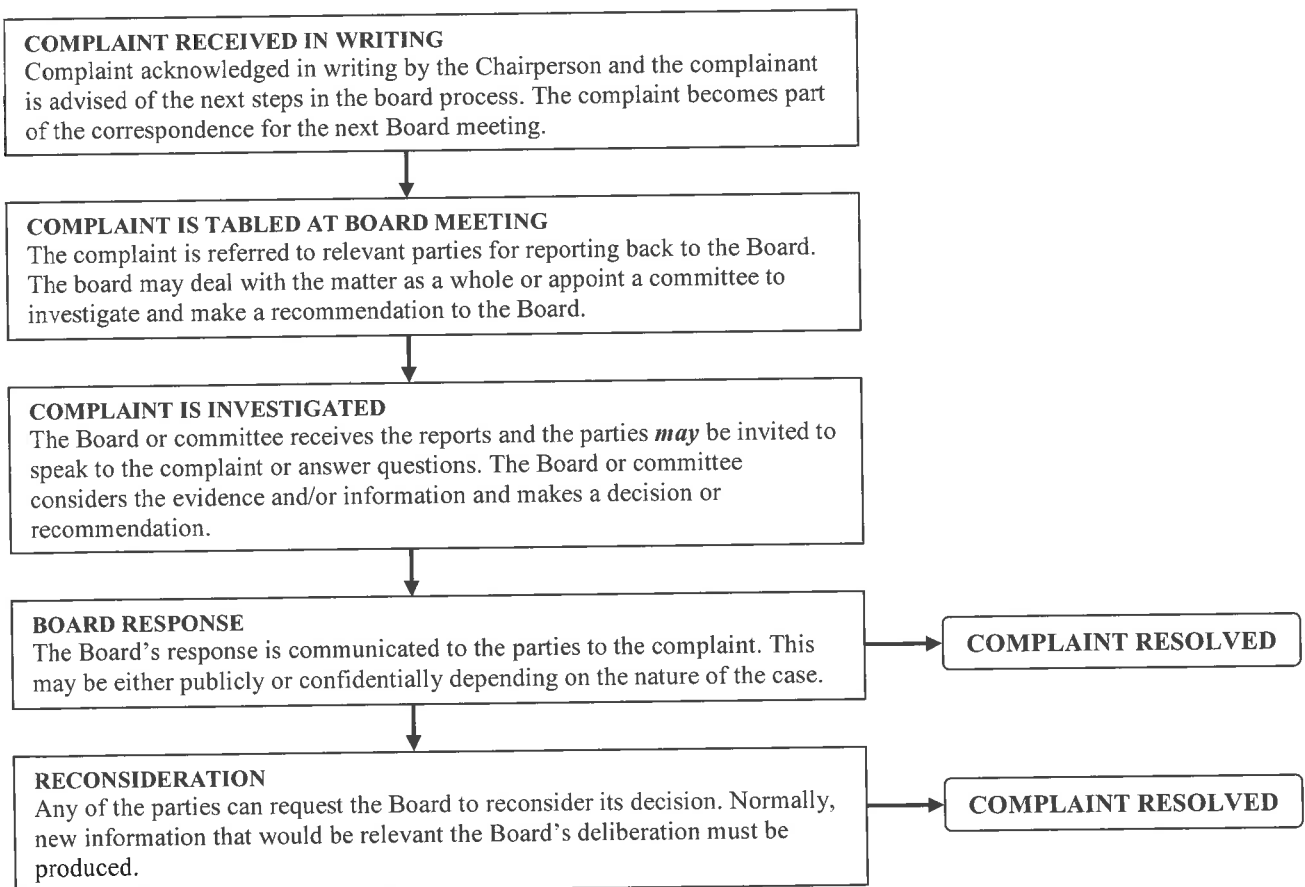 COMPLAINT RECEIVED IN WRITING
Complaint acknowledged in writing by the Chairperson and the complainant
is advised of the next steps in the board process. The complaint becomes part
of the correspondence for the next Board meeting.
COMPLAINT IS TABLED AT BOARD MEETING
The complaint is referred to relevant parties for reporting back to the Board.
The board may deal with the matter as a whole or appoint a committee to
investigate and make a recommendation to the Board.
COMPLAINT IS INVESTIGATED
The Board or committee receives the reports and the parties may be invited to
speak to the complaint or answer questions. The Board or committee
considers the evidence and/or information and makes a decision or
recommendation.
BOARD RESPONSE
The Board’s response is communicated to the parties to the complaint. This
may be either publicly or confidentially depending on the nature of the case.
COMPLAINT RESOLVED
RECONSIDERATION
Any of the parties can request the Board to reconsider its decision. Normally,
new information that would be relevant the Board’s deliberation must be
produced.
COMPLAINT RESOLVED